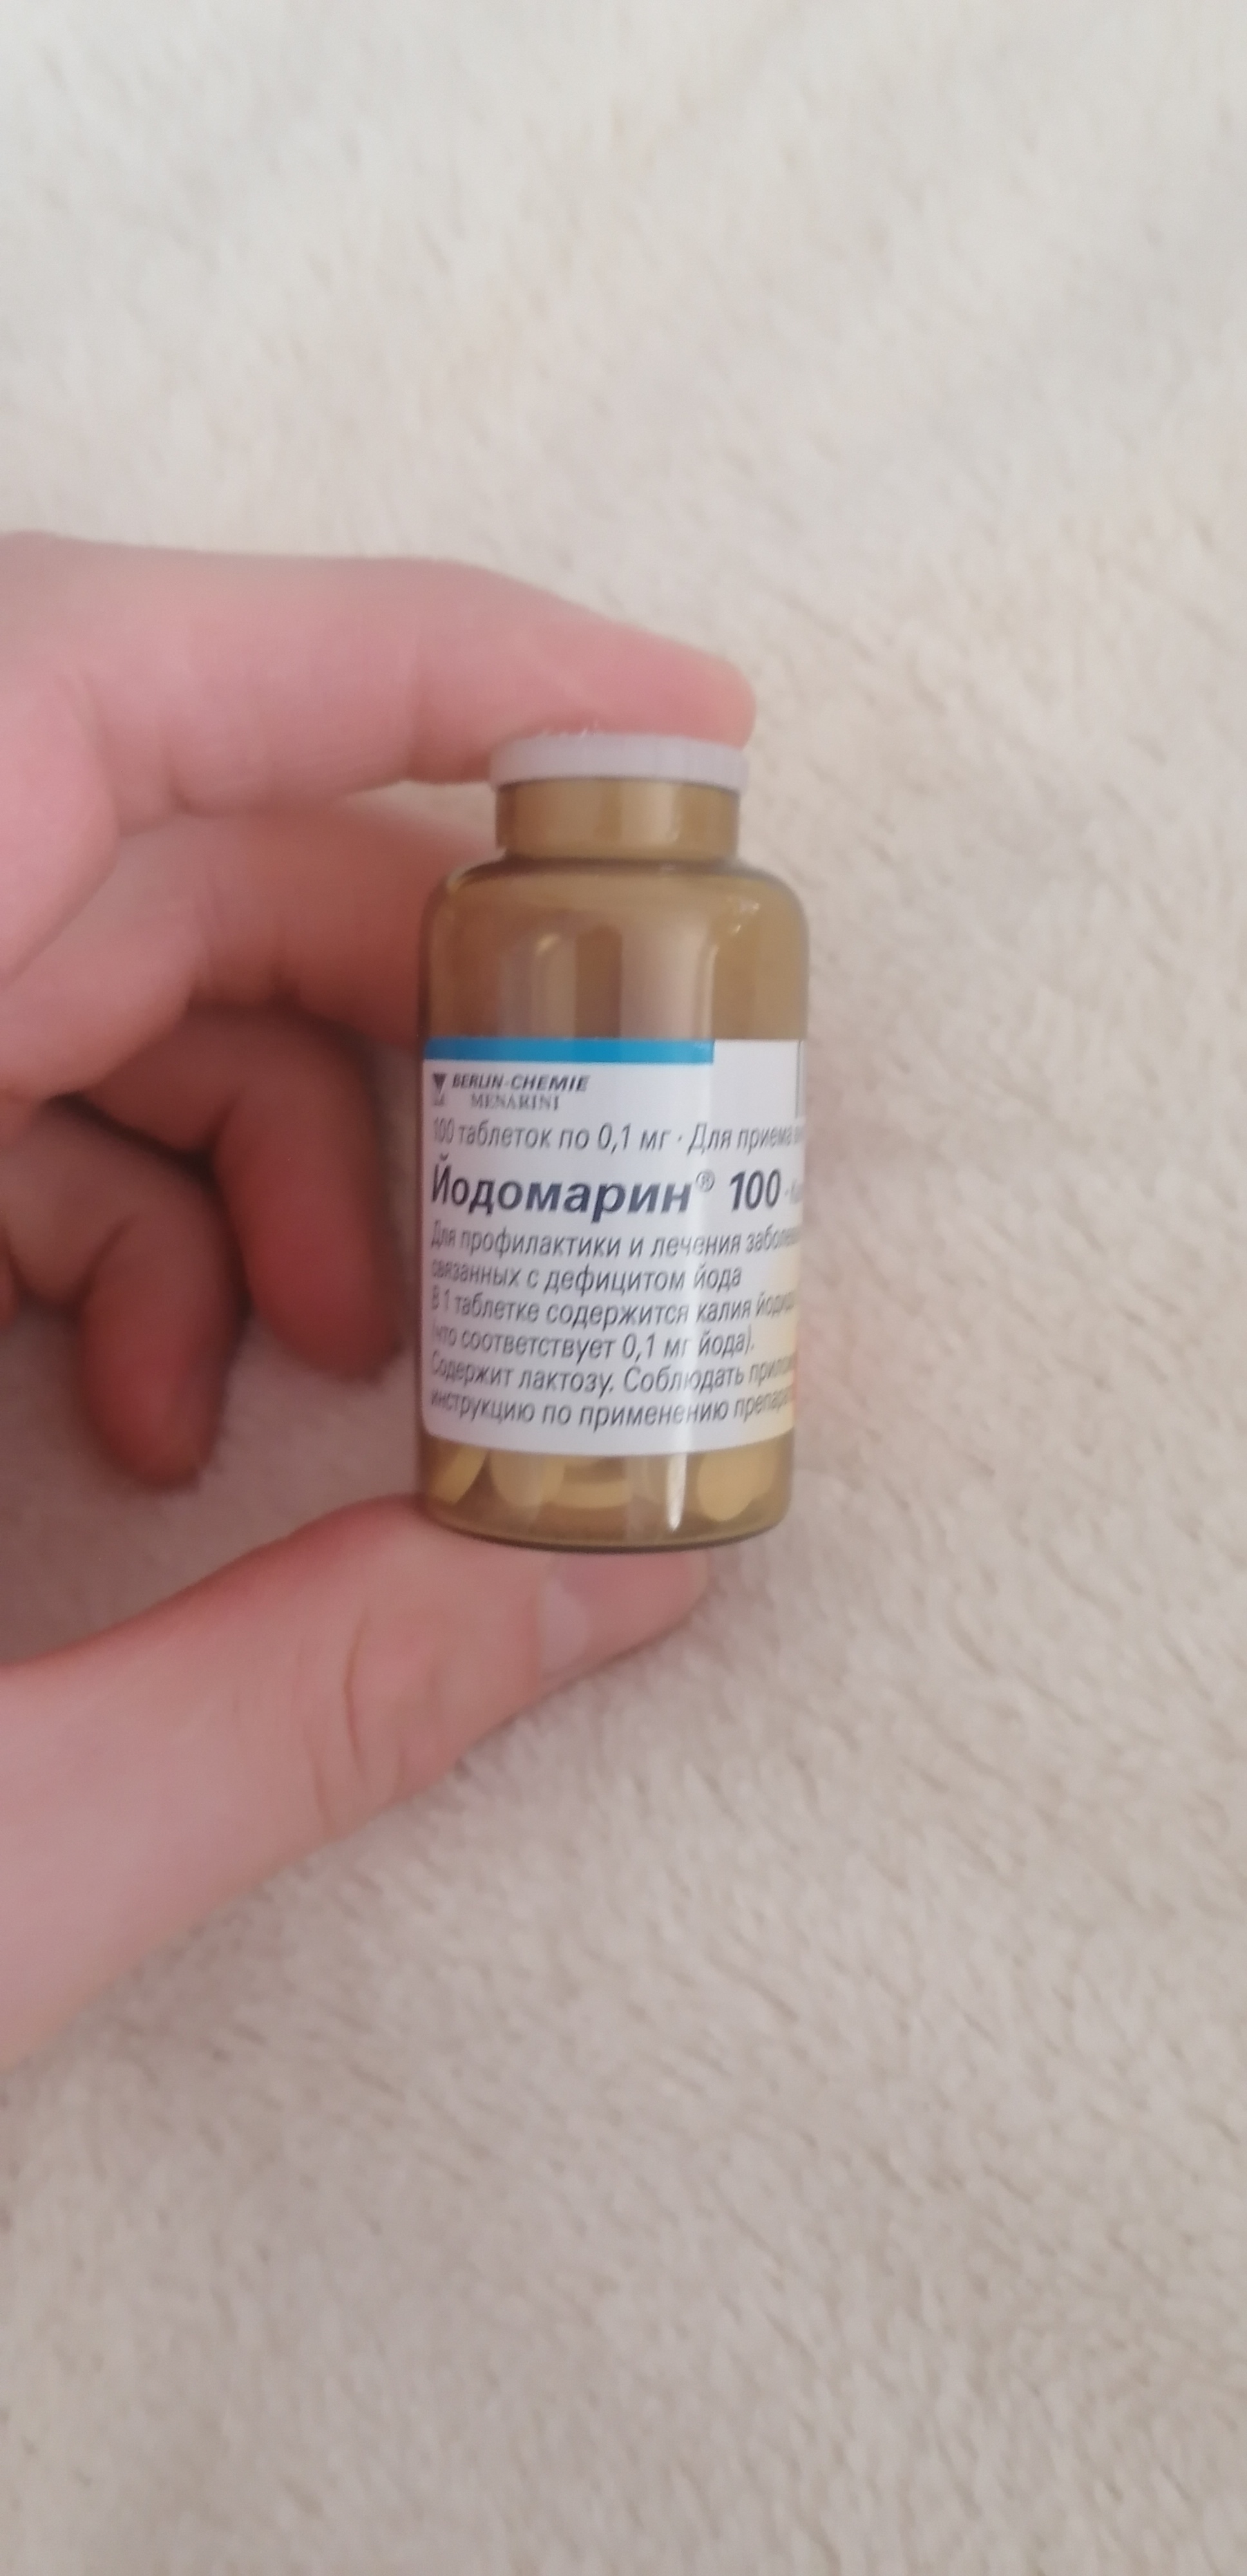 BERLIN-CHEMIE
MENARINI
100 таблеток по 0,1 мг · Для приема
Йодомарин® 100
Для профилактики и лечения
связанных с дефицитом йода
В 1 таблетке содержится калия
(что соответствует 0,1 мг йода).
Содержит лактозу. Соблюдать
инструкцию по применению